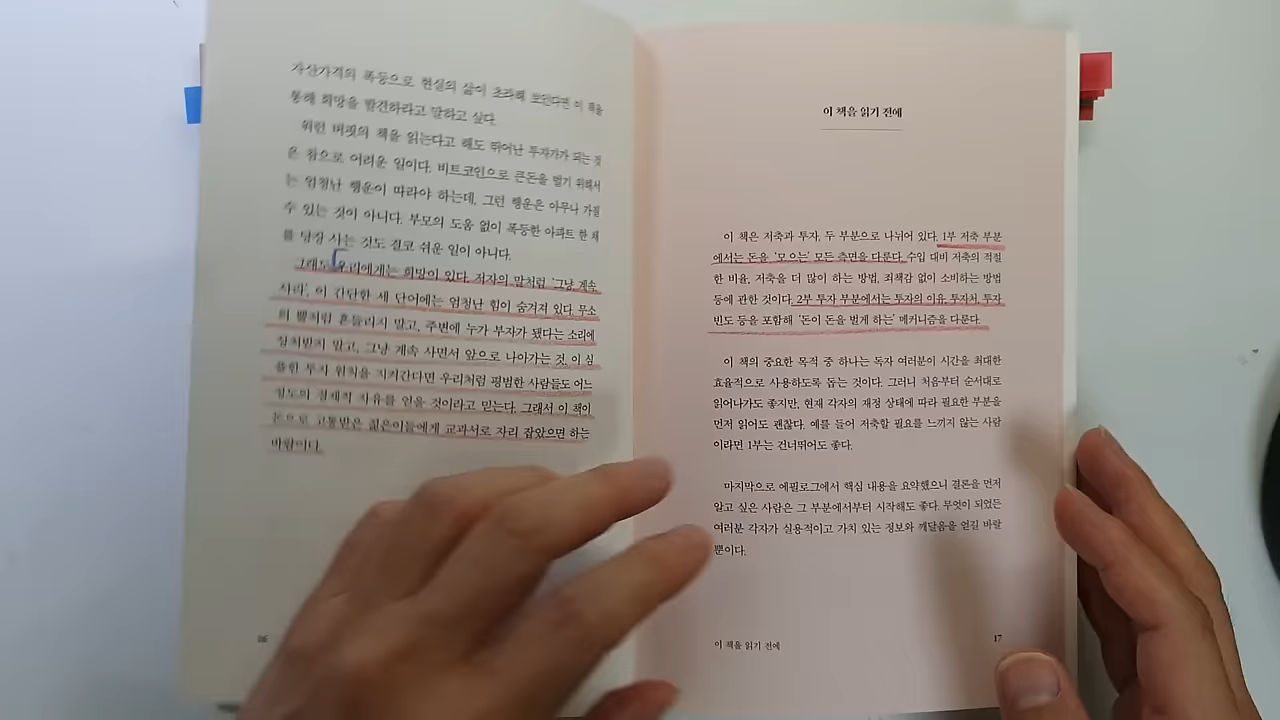 자산가격의 폭등으로 현실의 삶이 초라해 보인다면 이 책을
통해 희망을 발견하라고 말하고 싶다.
워런 버핏의 책을 읽는다고 해도 뛰어난 투자가가 되는 것
은 참으로 어려운 일이다. 비트코인으로 큰돈을 벌기 위해서
는 엄청난 행운이 따라야 하는데, 그런 행운은 아무나 가질
수 있는 것이 아니다. 부모의 도움 없이 폭등한 아파트 한 채
를 당장 사는 것도 결코 쉬운 일이 아니다.
그래도 우리에게는 희망이 있다. 저자의 말처럼 '그냥 계속
사라', 이 간단한 세 단어에는 엄청난 힘이 숨겨져 있다. 무소
의 뿔처럼 흔들리지 말고, 주변에 누가 부자가 됐다는 소리에
상처받지 말고, 그냥 계속 사면서 앞으로 나아가는 것. 이 심
플한 투자 원칙을 지켜간다면 우리처럼 평범한 사람들도 어느
정도의 경제적 자유를 얻을 것이라고 믿는다. 그래서 이 책이
돈으로 고통받은 젊은이들에게 교과서로 자리 잡았으면 하는
바람이다.
16
이 책을 읽기 전에
이 책은 저축과 투자, 두 부분으로 나뉘어 있다. 1부 저축 부분
에서는 돈을 '모으는' 모든 측면을 다룬다. 수입 대비 저축의 적절
한 비율, 저축을 더 많이 하는 방법, 죄책감 없이 소비하는 방법
등에 관한 것이다. 2부 투자 부분에서는 투자의 이유, 투자처, 투자
빈도 등을 포함해 '돈이 돈을 벌게 하는' 메커니즘을 다룬다.
이 책의 중요한 목적 중 하나는 독자 여러분이 시간을 최대한
효율적으로 사용하도록 돕는 것이다. 그러니 처음부터 순서대로
읽어나가도 좋지만, 현재 각자의 재정 상태에 따라 필요한 부분을
먼저 읽어도 괜찮다. 예를 들어 저축할 필요를 느끼지 않는 사람
이라면 1부는 건너뛰어도 좋다.
마지막으로 에필로그에서 핵심 내용을 요약했으니 결론을 먼저
알고 싶은 사람은 그 부분에서부터 시작해도 좋다. 무엇이 되었든
여러분 각자가 실용적이고 가치 있는 정보와 깨달음을 얻길 바랄
뿐이다.
이 책을 읽기 전에
17